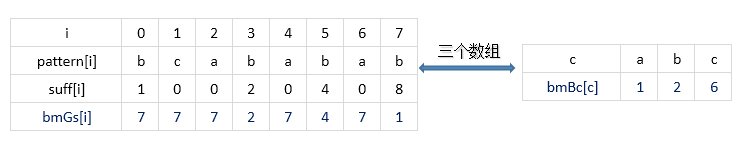 i 0 1 2 3 4 5 6 7
pattern[i] b c a b a b a b
suff[i] 1 0 0 2 0 4 0 8
bmGs[i] 7 7 7 2 7 4 7 1
三个数组
c a b c
bmBc[c] 1 2 6